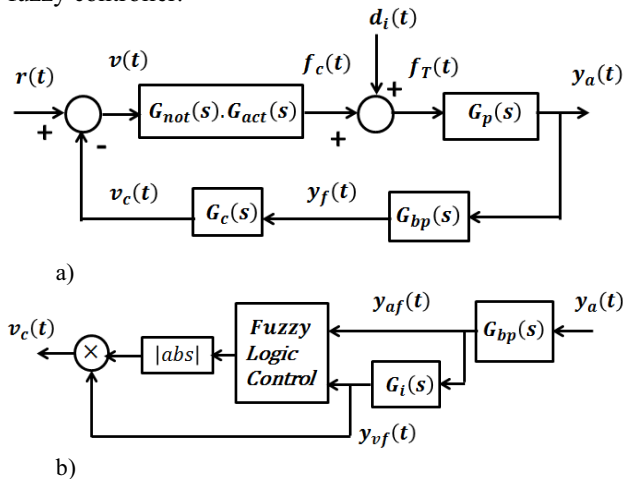 fuzzy controller.
d_i(t)
r(t) v(t) f_c(t) f_T(t) y_a(t)
+ - G_not(s).G_act(s) + + G_p(s)
v_c(t) G_c(s) y_f(t) G_bp(s)
a)
v_c(t) × |abs| Fuzzy y_af(t) G_bp(s) y_a(t)
Logic
Control G_i(s)
y_vf(t)
b)